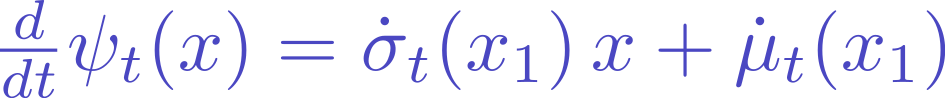 $\frac{d}{dt}\psi_t(x) = \dot{\sigma}_t(x_1)\,x + \dot{\mu}_t(x_1)$